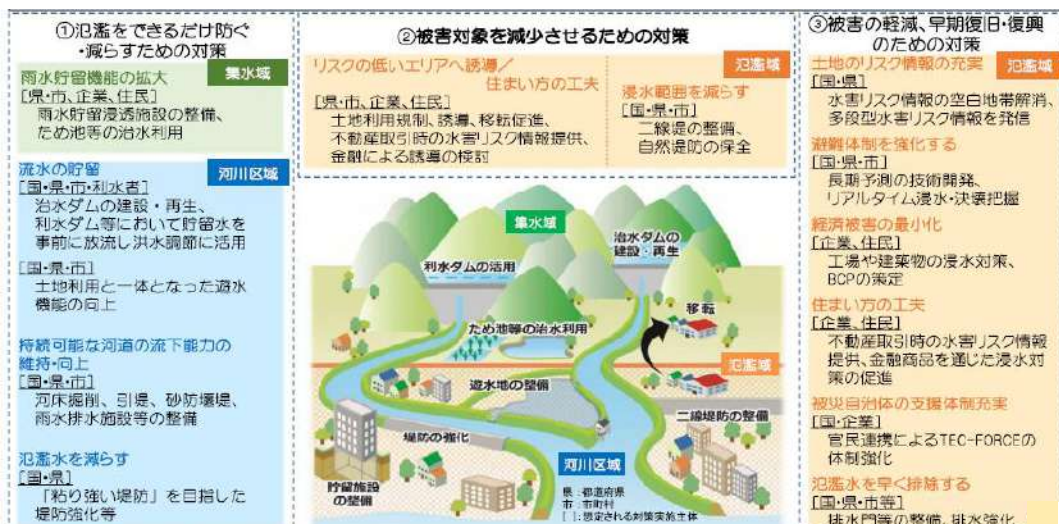 ①氾濫をできるだけ防ぐ
・減らすための対策
雨水貯留機能の拡大
集水域
[県・市、企業、住民]
雨水貯留浸透施設の整備、
ため池等の治水利用
流水の貯留
河川区域
[国・県・市・利水者]
治水ダムの建設・再生、
利水ダム等において貯留水を
事前に放流し洪水調節に活用
[国・県・市]
土地利用と一体となった遊水
機能の向上
持続可能な河道の流下能力の
維持・向上
[国・県・市]
河床掘削、引堤、砂防堰堤、
雨水排水施設等の整備
氾濫水を減らす
[国・県]
「粘り強い堤防」を目指した
堤防強化等
②被害対象を減少させるための対策
リスクの低いエリアへ誘導/
住まい方の工夫
氾濫域
[県・市、企業、住民]
土地利用規制、誘導、移転促進、
不動産取引時の水害リスク情報提供、
金融による誘導の検討
浸水範囲を減らす
[国・県・市]
二線堤の整備、
自然堤防の保全
集水域
治水ダムの
建設・再生
利水ダムの活用
移転
ため池等の治水利用
氾濫域
遊水地の整備
二線堤防の整備
堤防の強化
河川区域
貯留施設
の整備
県：都道府県
市：市町村
[ ]：想定される対策実施主体
③被害の軽減、早期復旧・復興
のための対策
土地のリスク情報の充実
氾濫域
[国・県]
水害リスク情報の空白地帯解消、
多段型水害リスク情報を発信
避難体制を強化する
[国・県・市]
長期予測の技術開発、
リアルタイム浸水・決壊把握
経済被害の最小化
[企業、住民]
工場や建築物の浸水対策、
BCPの策定
住まい方の工夫
[企業、住民]
不動産取引時の水害リスク情報
提供、金融商品を通じた浸水対
策の促進
被災自治体の支援体制充実
[国・企業]
官民連携によるTEC-FORCEの
体制強化
氾濫水を早く排除する
[国・県・市等]
排水門等の整備、排水強化